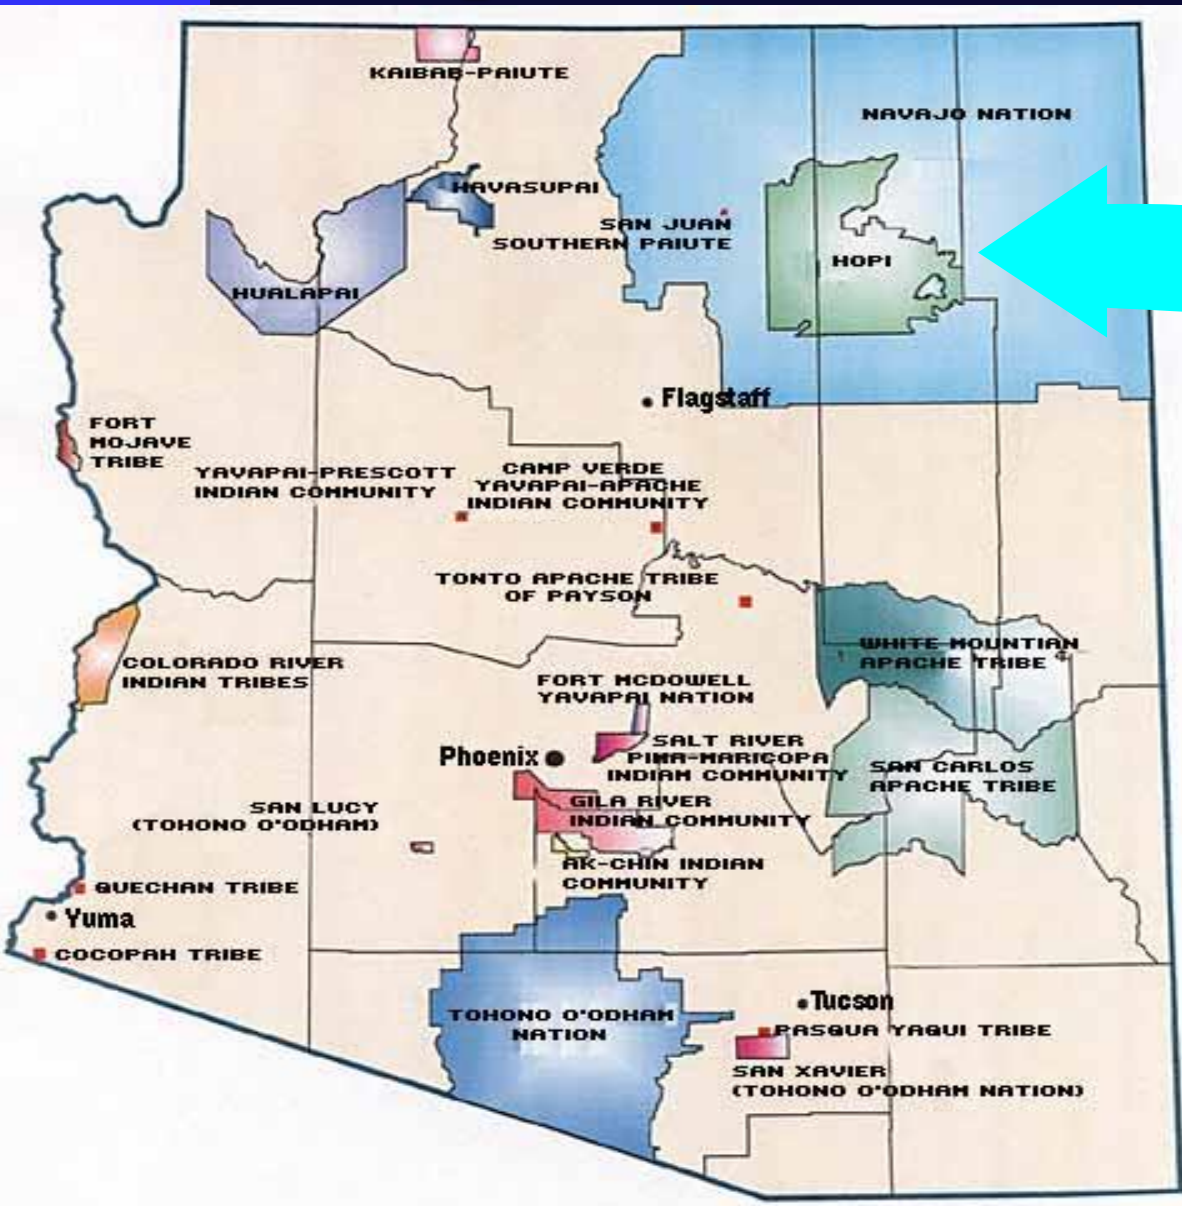 KAIBAB-PAIUTE
NAVAJO NATION
HAVASUPAI
SAN JUAN
SOUTHERN PAIUTE
HOPI
HUALAPAI
Flagstaff
FORT
MOJAVE
TRIBE
YAVAPAI-PRESCOTT
INDIAN COMMUNITY
CAMP VERDE
YAVAPAI-APACHE
INDIAN COMMUNITY
TONTO APACHE TRIBE
OF PAYSON
WHITE MOUNTIAN
APACHE TRIBE
COLORADO RIVER
INDIAN TRIBES
FORT MCDOWELL
YAVAPAI NATION
Phoenix
SALT RIVER
PIMA-MARICOPA
INDIAM COMMUNITY
SAN CARLOS
APACHE TRIBE
SAN LUCY
(TOHONO O'ODHAM)
GILA RIVER
INDIAN COMMUNITY
AK-CHIN INDIAN
COMMUNITY
QUECHAN TRIBE
Yuma
COCOPAH TRIBE
TOHONO O'ODHAM
NATION
Tucson
PASQUA YAQUI TRIBE
SAN XAVIER
(TOHONO O'ODHAM NATION)